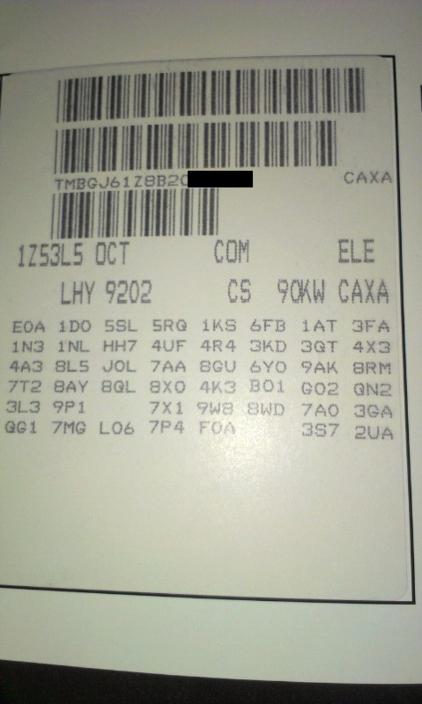 TMBGJ61Z8B2C CAXA
1Z53L5 OCT COM ELE
LHY 9202 CS 90KW CAXA
E0A 1D0 5SL 5RQ 1KS 6FB 1AT 3FA
1N3 1NL HH7 4UF 4R4 3KD 3QT 4X3
4A3 8L5 J0L 7AA 8GU 6Y0 9AK 8RM
7T2 8AY 8QL 8X0 4K3 B01 G02 QN2
3L3 9P1 7X1 9W8 8WD 7A0 3GA
QG1 7MG L06 7P4 F0A 3S7 2UA